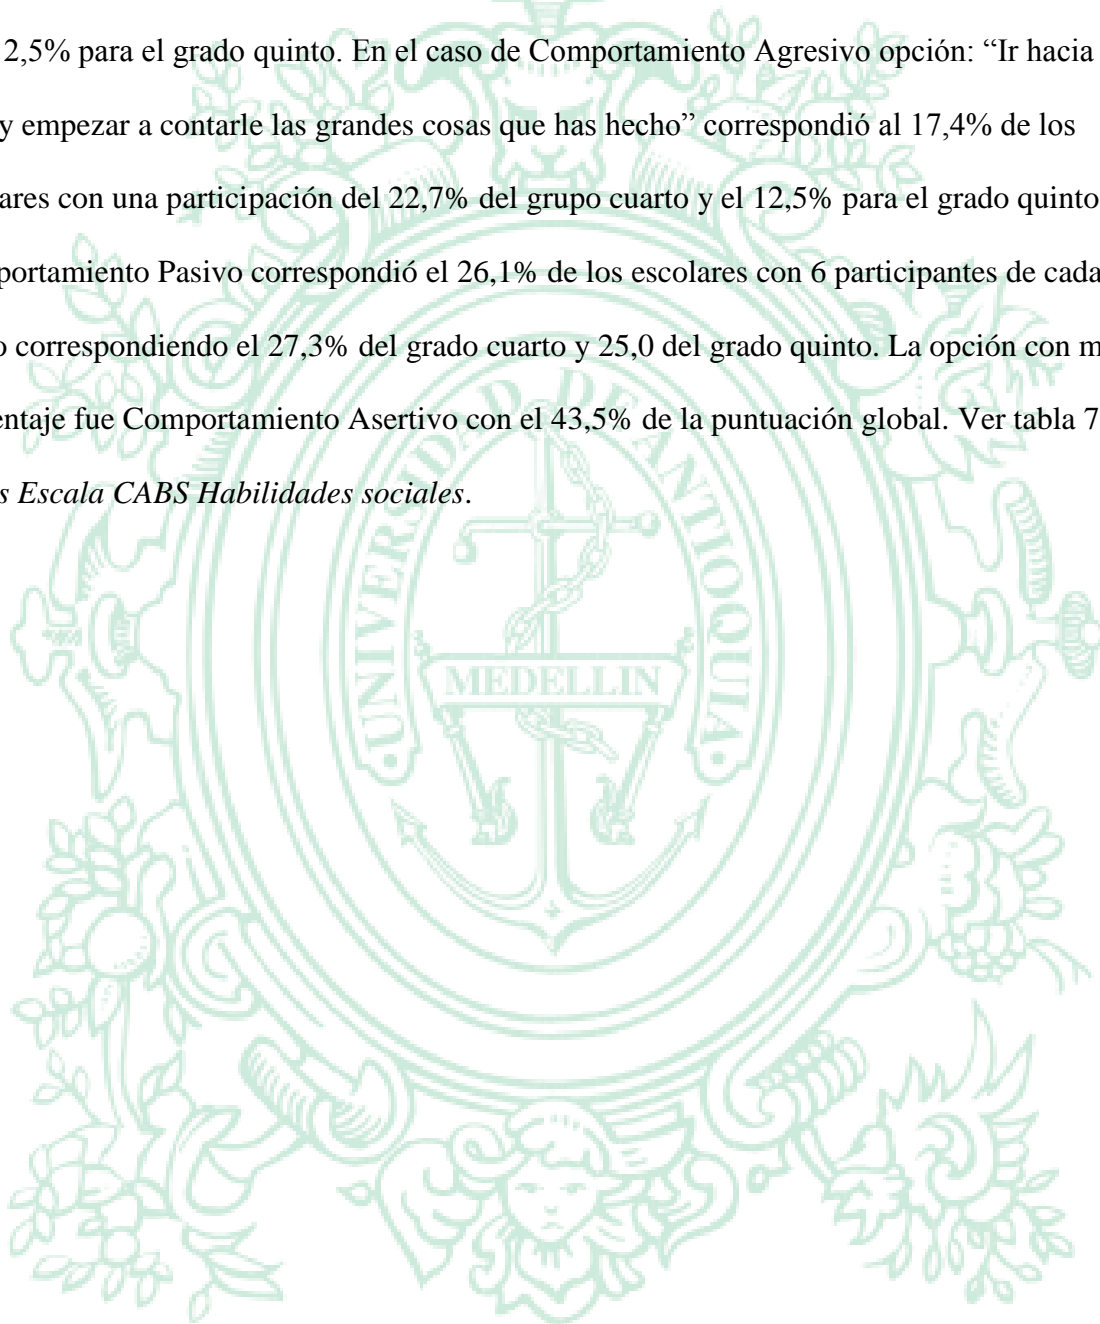 2,5% para el grado quinto. En el caso de Comportamiento Agresivo opción: “Ir hacia
y empezar a contarle las grandes cosas que has hecho” correspondió al 17,4% de los
ares con una participación del 22,7% del grupo cuarto y el 12,5% para el grado quinto
portamiento Pasivo correspondió el 26,1% de los escolares con 6 participantes de cada
o correspondiendo el 27,3% del grado cuarto y 25,0 del grado quinto. La opción con m
entaje fue Comportamiento Asertivo con el 43,5% de la puntuación global. Ver tabla 7
s Escala CABS Habilidades sociales.
UNIVERSIDAD DE ANTIOQUIA
MEDELLIN